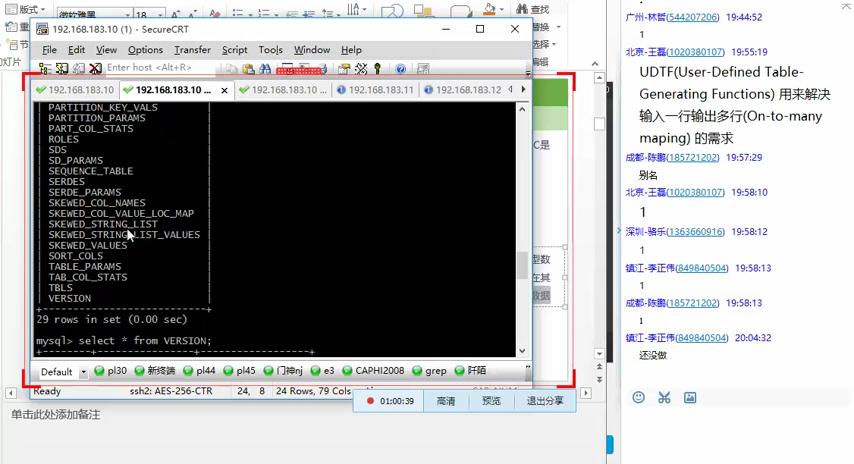 版式
微软雅黑
18
查找
192.168.183.10 (1) - SecureCRT
File Edit View Options Transfer Script Tools Window Help
Enter host <Alt+R>
192.168.183.10
192.168.183.10 ...
192.168.183.10 ...
192.168.183.11
192.168.183.12
| PARTITION_KEY_VALS |
| PARTITION_PARAMS |
| PART_COL_STATS |
| ROLES |
| SDS |
| SD_PARAMS |
| SEQUENCE_TABLE |
| SERDES |
| SERDE_PARAMS |
| SKEWED_COL_NAMES |
| SKEWED_COL_VALUE_LOC_MAP |
| SKEWED_STRING_LIST |
| SKEWED_STRING_LIST_VALUES |
| SKEWED_VALUES |
| SORT_COLS |
| TABLE_PARAMS |
| TAB_COL_STATS |
| TBLS |
| VERSION |
+---------------------------+
29 rows in set (0.00 sec)
mysql> select * from VERSION;
+--------+----------------+---------------------+
Default pl30 新终端 pl44 pl45 门神nj e3 CAPHI2008 grep 阡陌
Ready ssh2: AES-256-CTR 24, 8 24 Rows, 79 Cols
单击此处添加备注
01:00:39 高清 预览 退出分享
C是
型数
在其
数据
广州-林哲(544207206) 19:44:52
1
北京-王磊(1020380107) 19:55:19
UDTF(User-Defined Table-
Generating Functions) 用来解决
输入一行输出多行(On-to-many
maping) 的需求
成都-陈鹏(185721202) 19:57:29
别名
北京-王磊(1020380107) 19:58:10
1
深圳-骆乐(1363660916) 19:58:12
1
镇江-李正伟(849840504) 19:58:13
1
成都-陈鹏(185721202) 19:58:13
1
镇江-李正伟(849840504) 20:04:32
还没做